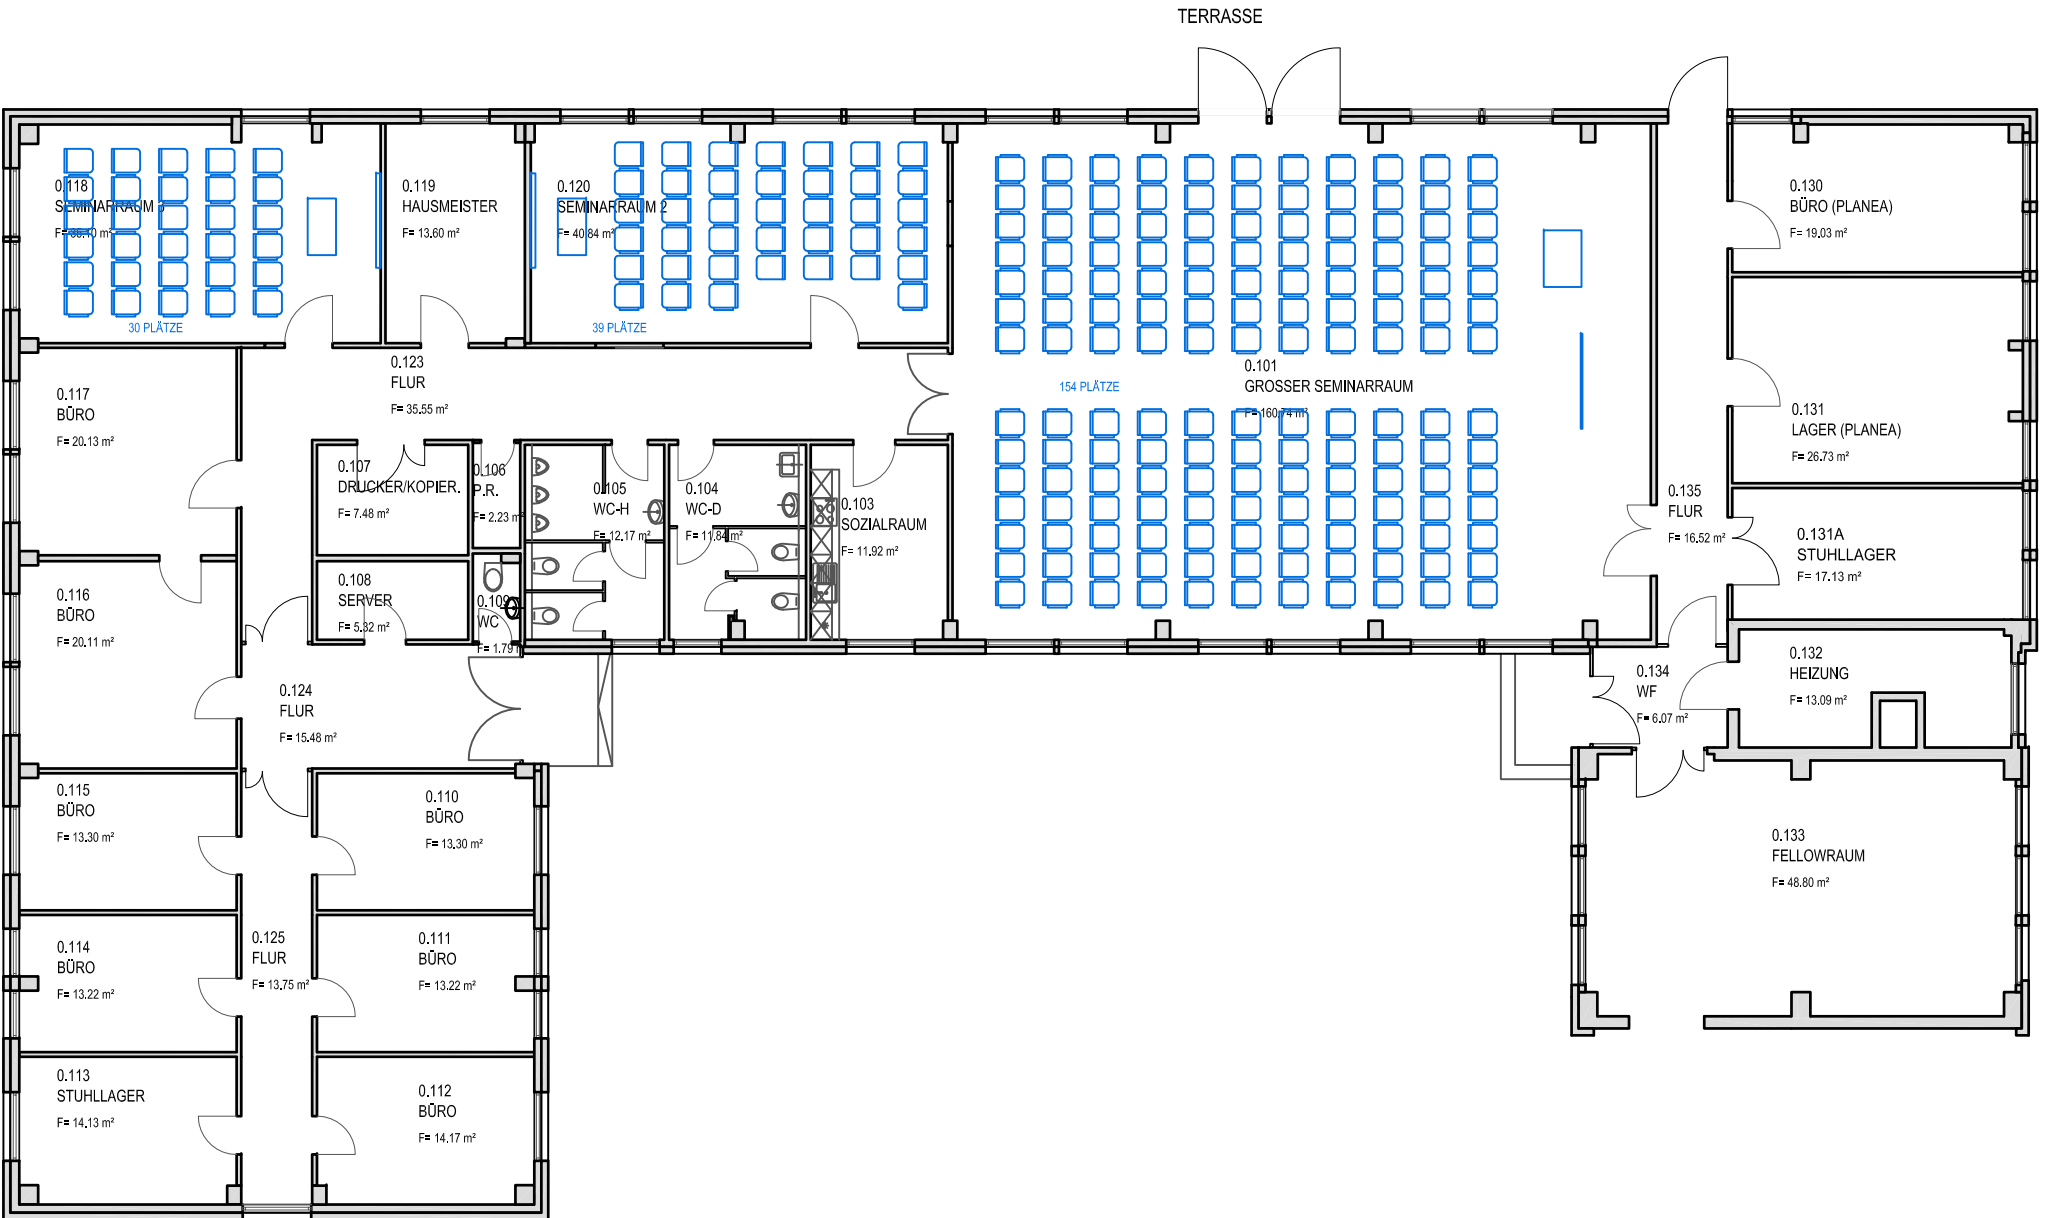 TERRASSE
0.118
SEMINARRAUM
F= 35.10 m²
30 PLÄTZE
0.119
HAUSMEISTER
F= 13.60 m²
0.120
SEMINARRAUM 2
F= 40.84 m²
39 PLÄTZE
0.101
GROSSER SEMINARRAUM
F= 160.74 m²
154 PLÄTZE
0.130
BÜRO (PLANEA)
F= 19.03 m²
0.131
LAGER (PLANEA)
F= 26.73 m²
0.131A
STUHLLAGER
F= 17.13 m²
0.135
FLUR
F= 16.52 m²
0.123
FLUR
F= 35.55 m²
0.117
BÜRO
F= 20.13 m²
0.107
DRUCKER/KOPIER.
F= 7.48 m²
0.106
P.R.
F= 2.23 m²
0.105
WC-H
F= 12.17 m²
0.104
WC-D
F= 11.84 m²
0.103
SOZIALRAUM
F= 11.92 m²
0.116
BÜRO
F= 20.11 m²
0.108
SERVER
F= 5.32 m²
0.109
WC
F= 1.79
0.124
FLUR
F= 15.48 m²
0.134
WF
F= 6.07 m²
0.132
HEIZUNG
F= 13.09 m²
0.133
FELLOWRAUM
F= 48.80 m²
0.115
BÜRO
F= 13.30 m²
0.110
BÜRO
F= 13.30 m²
0.114
BÜRO
F= 13.22 m²
0.125
FLUR
F= 13.75 m²
0.111
BÜRO
F= 13.22 m²
0.113
STUHLLAGER
F= 14.13 m²
0.112
BÜRO
F= 14.17 m²